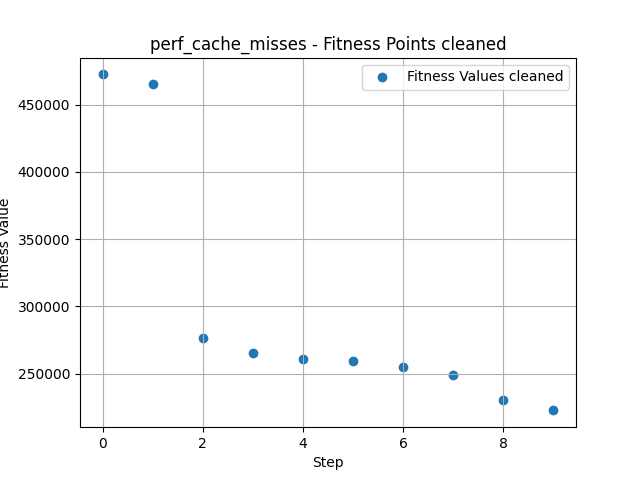 perf_cache_misses - Fitness Points cleaned
Fitness Values cleaned
Fitness Value
450000
400000
350000
300000
250000
0 2 4 6 8
Step